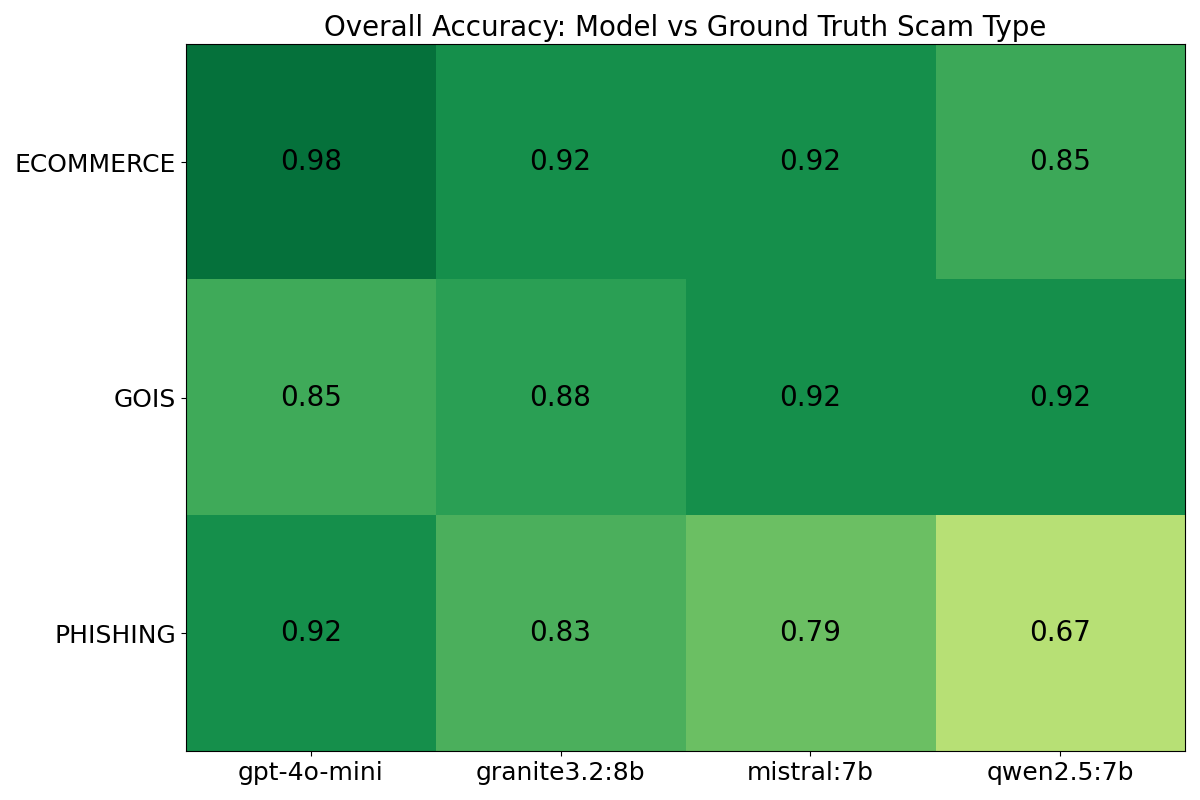 Overall Accuracy: Model vs Ground Truth Scam Type
ECOMMERCE 0.98 0.92 0.92 0.85
GOIS 0.85 0.88 0.92 0.92
PHISHING 0.92 0.83 0.79 0.67
gpt-4o-mini granite3.2:8b mistral:7b qwen2.5:7b